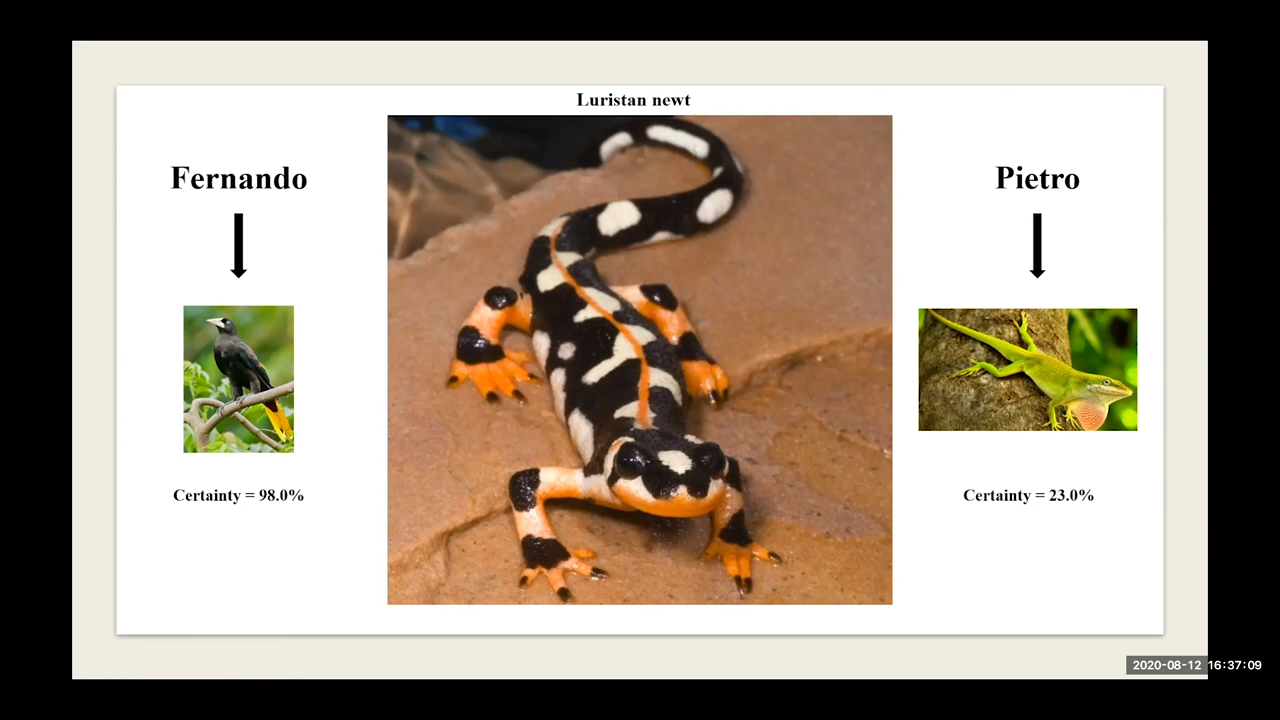 Luristan newt
Fernando
Pietro
Certainty = 98.0%
Certainty = 23.0%
2020-08-12 16:37:09